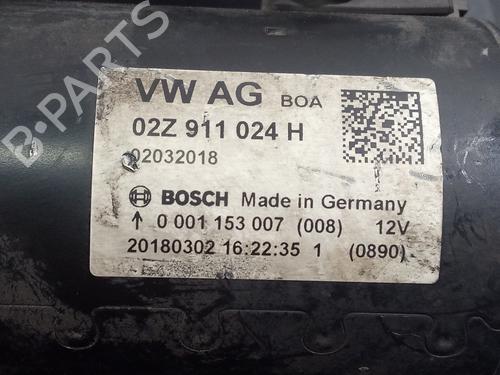 VW AG BOA
02Z 911 024 H
02032018
BOSCH Made in Germany
↑ 0 001 153 007 (008) 12V
20180302 16:22:35 1 (0890)
B-PARTS